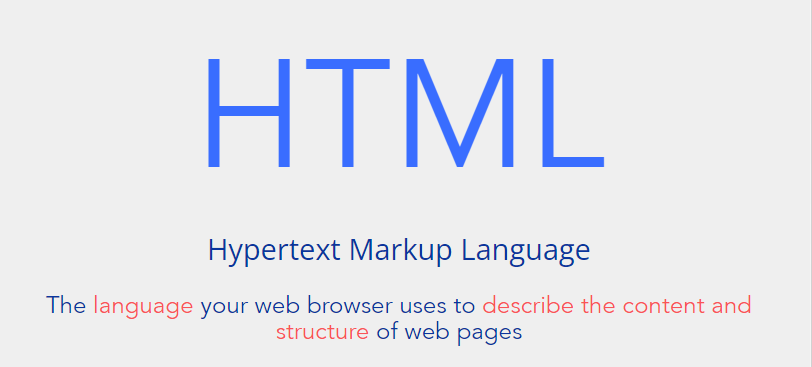 HTML
Hypertext Markup Language
The language your web browser uses to describe the content and
structure of web pages